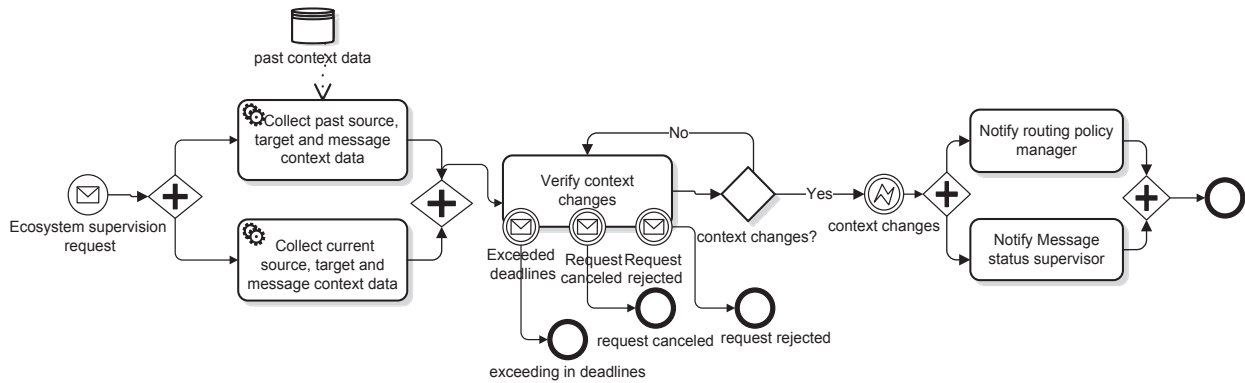 past context data
Collect past source,
target and message
context data
Ecosystem supervision
request
Collect current
source, target and
message context data
No
Verify context
changes
Exceeded
deadlines
Request
canceled
Request
rejected
context changes?
Yes
context changes
Notify routing policy
manager
Notify Message
status supervisor
request canceled
request rejected
exceeding in deadlines